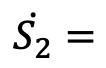 Ṡ₂ =